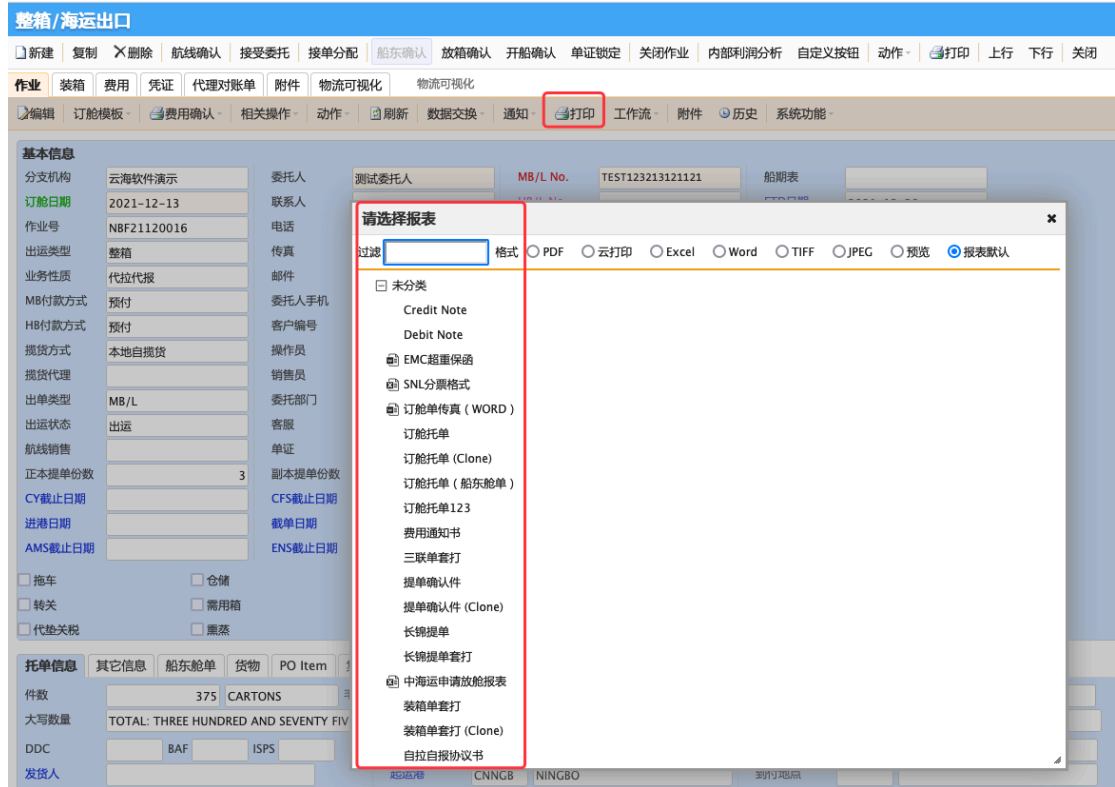 整箱/海运出口
新建 复制 删除 航线确认 接受委托 接单分配 船东确认 放箱确认 开船确认 单证锁定 关闭作业 内部利润分析 自定义按钮 动作 打印 上行 下行 关闭
作业 装箱 费用 凭证 代理对账单 附件 物流可视化 物流可视化
编辑 订舱模板 费用确认 相关操作 动作 刷新 数据交换 通知 打印 工作流 附件 历史 系统功能
基本信息
分支机构 云海软件演示 委托人 测试委托人 MB/L No. TEST123213121121 船期表
订舱日期 2021-12-13 联系人
作业号 NBF21120016 电话
出运类型 整箱 传真
业务性质 代拉代报 邮件
MB付款方式 预付 委托人手机
HB付款方式 预付 客户编号
揽货方式 本地自揽货 操作员
揽货代理 销售员
出单类型 MB/L 委托部门
出运状态 出运 客服
航线销售 单证
正本提单份数 3 副本提单份数
CY截止日期 CFS截止日期
进港日期 截单日期
AMS截止日期 ENS截止日期
拖车 仓储
转关 需用箱
代垫关税 熏蒸
请选择报表
过滤 格式 PDF 云打印 Excel Word TIFF JPEG 预览 报表默认
未分类
Credit Note
Debit Note
EMC超重保函
SNL分票格式
订舱单传真（WORD）
订舱托单
订舱托单 (Clone)
订舱托单（船东舱单）
订舱托单123
费用通知书
三联单套打
提单确认件
提单确认件 (Clone)
长锦提单
长锦提单套打
中海运申请放舱报表
装箱单套打
装箱单套打 (Clone)
自拉自报协议书
托单信息 其它信息 船东舱单 货物 PO Item
件数 375 CARTONS
大写数量 TOTAL: THREE HUNDRED AND SEVENTY FIV
DDC BAF ISPS
发货人 起运港 CNNGB NINGBO 到付地点